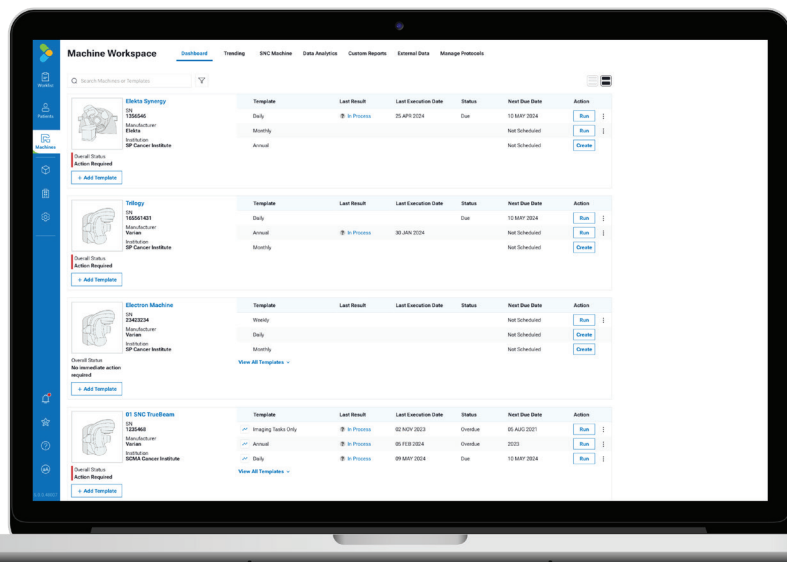 Machine Workspace
Dashboard Trending SNC Machine Data Analytics Custom Reports External Data Manage Protocols
Worklist
Patients
Machines
Search Machines or Templates
Elekta Synergy
SN
1356546
Manufacturer
Elekta
Institution
SP Cancer Institute
Overall Status
Action Required
+ Add Template
Template Last Result Last Execution Date Status Next Due Date Action
Daily In Process 25 APR 2024 Due 10 MAY 2024 Run
Monthly Not Scheduled Run
Annual Not Scheduled Create
Trilogy
SN
165561431
Manufacturer
Varian
Institution
SP Cancer Institute
Overall Status
Action Required
+ Add Template
Template Last Result Last Execution Date Status Next Due Date Action
Daily Due 10 MAY 2024 Run
Annual In Process 30 JAN 2024 Not Scheduled Run
Monthly Not Scheduled Create
Electron Machine
SN
23423234
Manufacturer
Varian
Institution
SP Cancer Institute
Overall Status
No immediate action
required
+ Add Template
Template Last Result Last Execution Date Status Next Due Date Action
Weekly Not Scheduled Run
Daily Not Scheduled Create
Monthly Not Scheduled Create
View All Templates
01 SNC TrueBeam
SN
1235468
Manufacturer
Varian
Institution
SCMA Cancer Institute
Overall Status
Action Required
+ Add Template
Template Last Result Last Execution Date Status Next Due Date Action
Imaging Tasks Only In Process 02 NOV 2023 Overdue 05 AUG 2021 Run
Annual In Process 05 FEB 2024 Overdue 2023 Run
Daily In Process 09 MAY 2024 Due 10 MAY 2024 Run
View All Templates